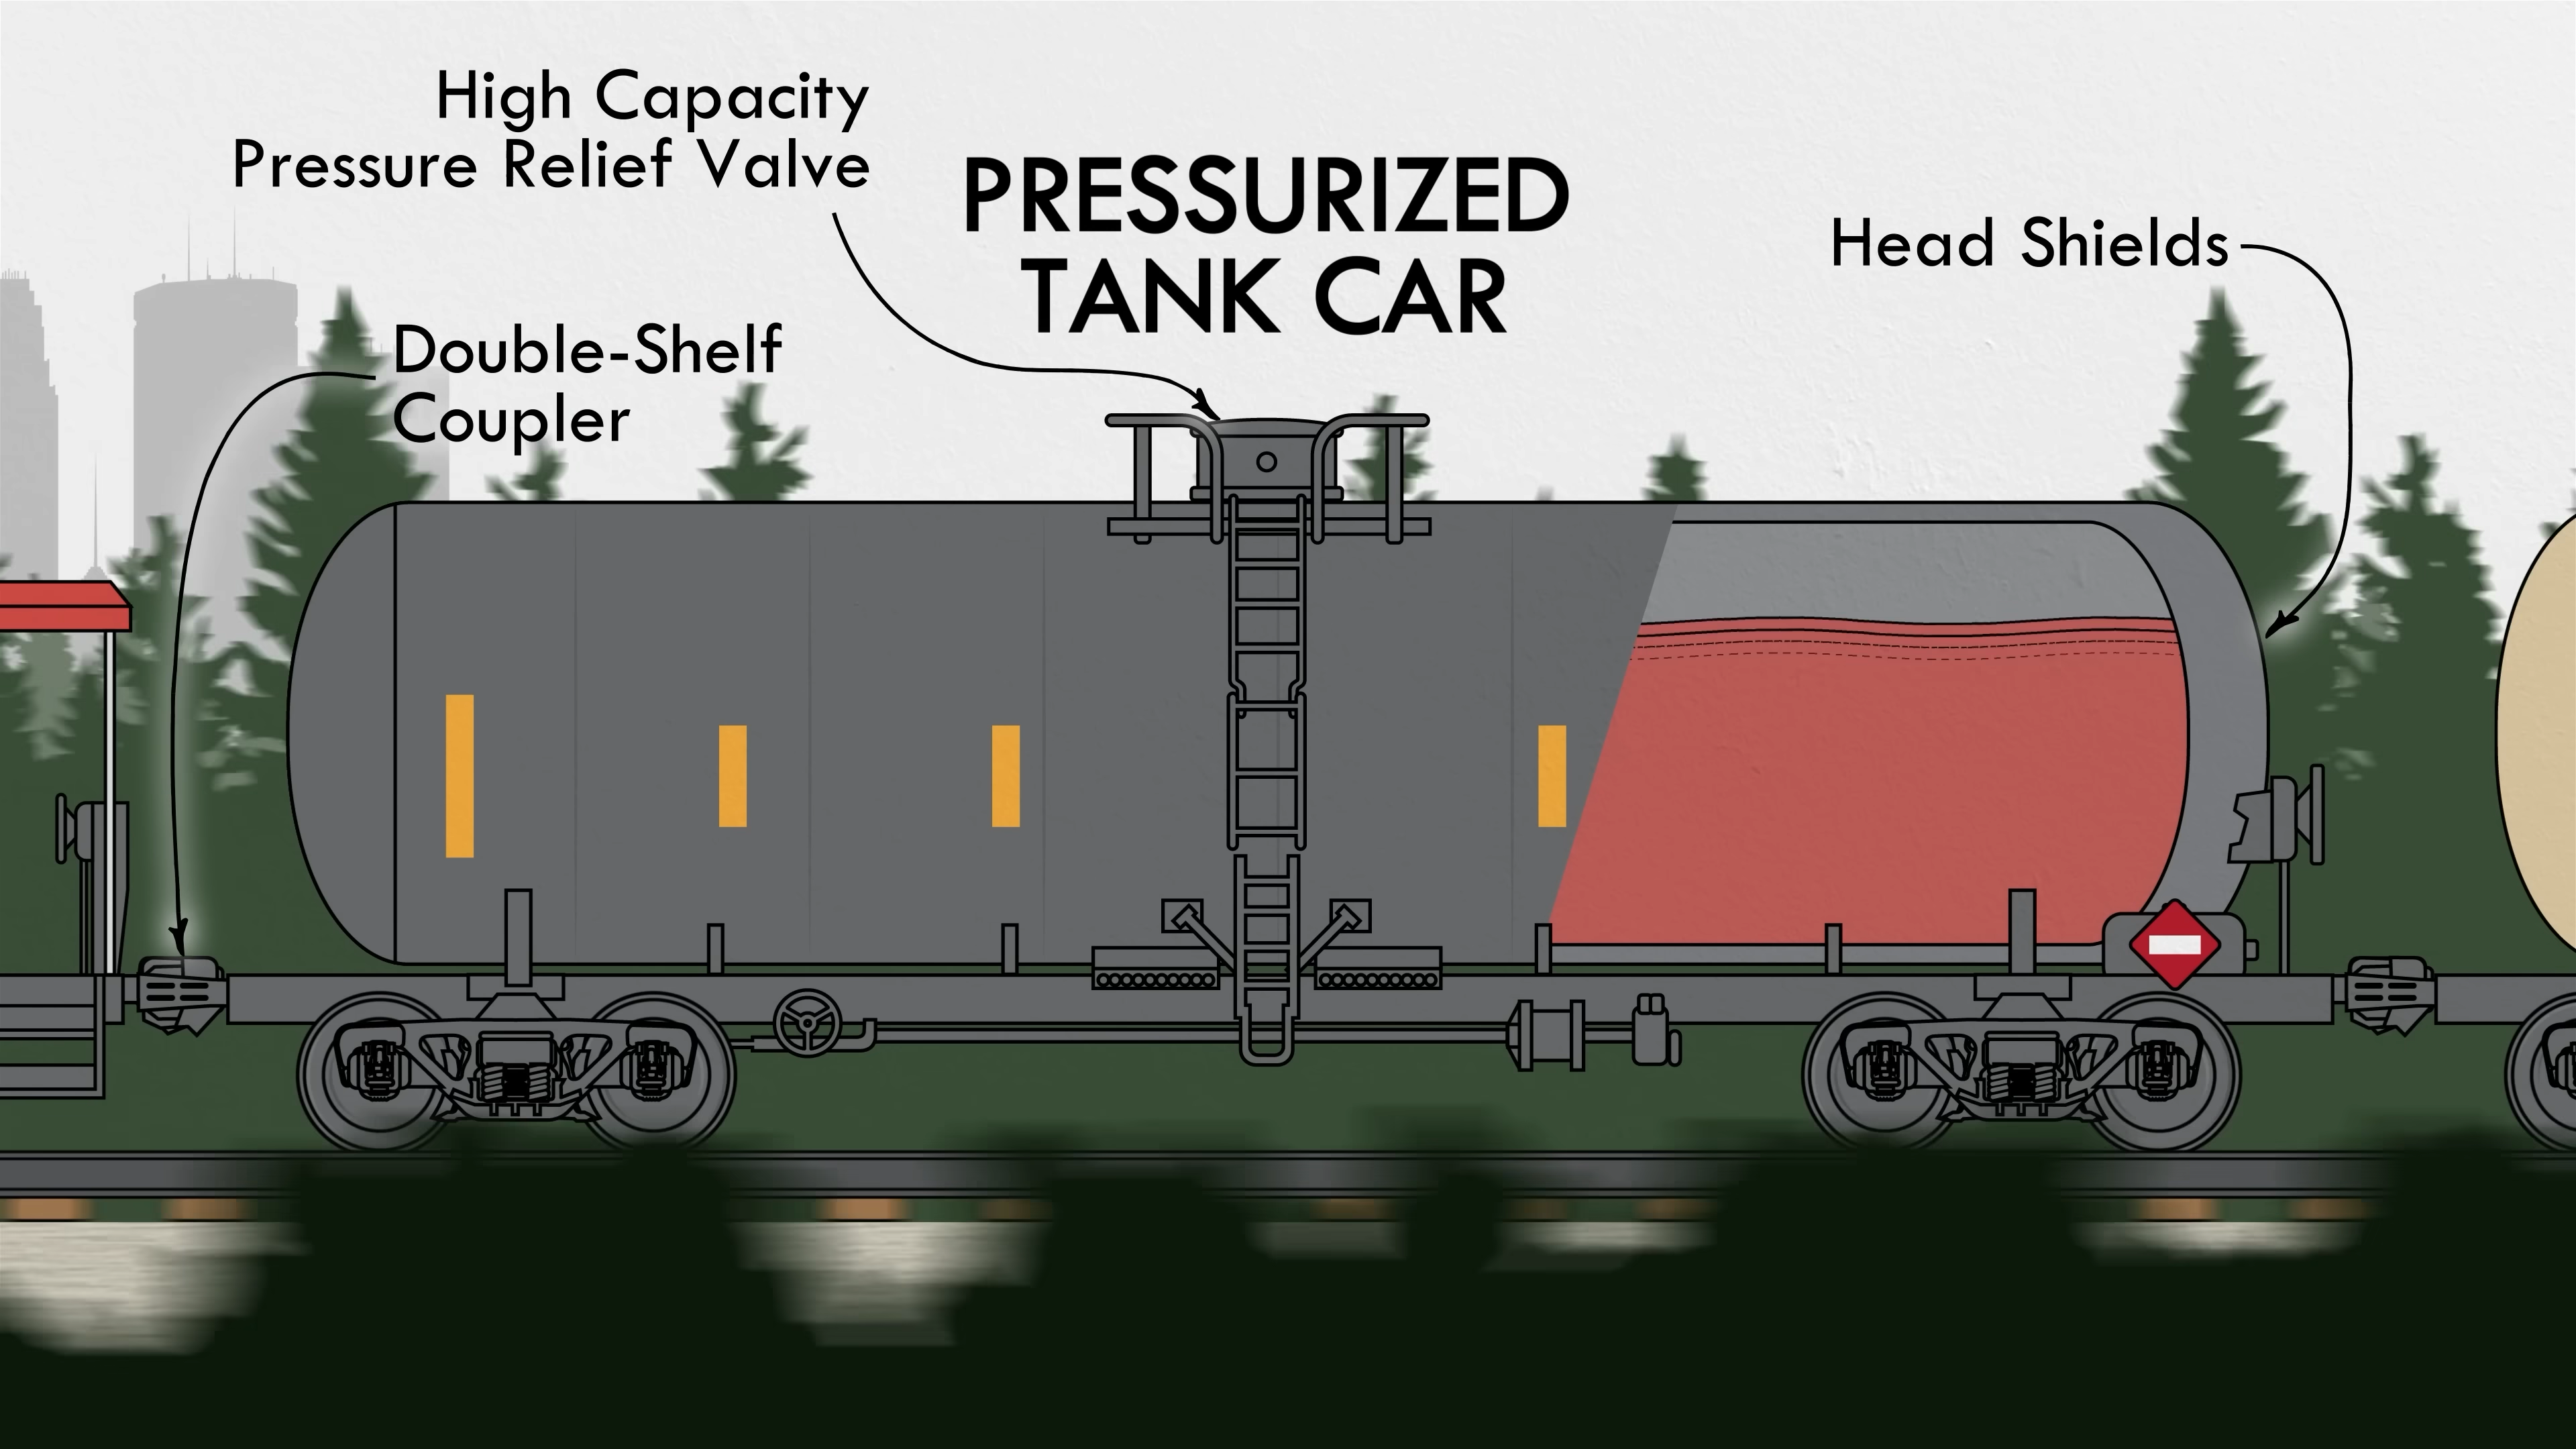 High Capacity
Pressure Relief Valve
PRESSURIZED
TANK CAR
Head Shields
Double-Shelf
Coupler